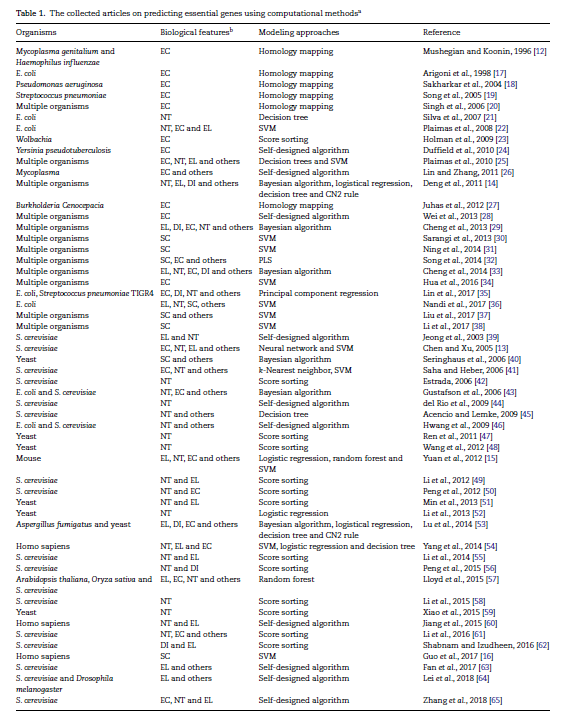 Table 1. The collected articles on predicting essential genes using computational methodsa
Organisms Biological featuresb Modeling approaches Reference
Mycoplasma genitalium and EC Homology mapping Mushegian and Koonin, 1996 [12]
Haemophilus influenzae
E. coli EC Homology mapping Arigoni et al., 1998 [17]
Pseudomonas aeruginosa EC Homology mapping Sakharkar et al., 2004 [18]
Streptococcus pneumoniae EC Homology mapping Song et al., 2005 [19]
Multiple organisms EC Homology mapping Singh et al., 2006 [20]
E. coli NT Decision tree Silva et al., 2007 [21]
E. coli NT, EC and EL SVM Plaimas et al., 2008 [22]
Wolbachia EC Score sorting Holman et al., 2009 [23]
Yersinia pseudotuberculosis EC Self-designed algorithm Duffield et al., 2010 [24]
Multiple organisms EC, NT, EL and others Decision trees and SVM Plaimas et al., 2010 [25]
Mycoplasma EC and others Self-designed algorithm Lin and Zhang, 2011 [26]
Multiple organisms NT, EL, DI and others Bayesian algorithm, logistical regression, Deng et al., 2011 [14]
decision tree and CN2 rule
Burkholderia Cenocepacia EC Homology mapping Juhas et al., 2012 [27]
Multiple organisms EC Self-designed algorithm Wei et al., 2013 [28]
Multiple organisms EL, DI, EC, NT and others Bayesian algorithm Cheng et al., 2013 [29]
Multiple organisms SC SVM Sarangi et al., 2013 [30]
Multiple organisms SC SVM Ning et al., 2014 [31]
Multiple organisms SC, EC and others PLS Song et al., 2014 [32]
Multiple organisms EL, NT, EC, DI and others Bayesian algorithm Cheng et al., 2014 [33]
Multiple organisms EC SVM Hua et al., 2016 [34]
E. coli, Streptococcus pneumoniae TIGR4 EC, DI, NT and others Principal component regression Lin et al., 2017 [35]
E. coli EL, NT, SC, others SVM Nandi et al., 2017 [36]
Multiple organisms SC and others SVM Liu et al., 2017 [37]
Multiple organisms SC SVM Li et al., 2017 [38]
S. cerevisiae EL and NT Self-designed algorithm Jeong et al., 2003 [39]
S. cerevisiae EC, NT, EL and others Neural network and SVM Chen and Xu, 2005 [13]
Yeast SC and others Bayesian algorithm Seringhaus et al., 2006 [40]
S. cerevisiae EC, NT and others k-Nearest neighbor, SVM Saha and Heber, 2006 [41]
S. cerevisiae NT Score sorting Estrada, 2006 [42]
E. coli and S. cerevisiae NT, EC and others Bayesian algorithm Gustafson et al., 2006 [43]
S. cerevisiae NT Self-designed algorithm del Rio et al., 2009 [44]
S. cerevisiae NT and others Decision tree Acencio and Lemke, 2009 [45]
E. coli and S. cerevisiae NT and others Self-designed algorithm Hwang et al., 2009 [46]
Yeast NT Score sorting Ren et al., 2011 [47]
Yeast NT Score sorting Wang et al., 2012 [48]
Mouse EL, NT, EC and others Logistic regression, random forest and Yuan et al., 2012 [15]
SVM
S. cerevisiae NT and EL Score sorting Li et al., 2012 [49]
S. cerevisiae NT and EC Score sorting Peng et al., 2012 [50]
Yeast NT and EL Score sorting Min et al., 2013 [51]
Yeast NT Logistic regression Li et al., 2013 [52]
Aspergillus fumigatus and yeast EL, DI, EC and others Bayesian algorithm, logistical regression, Lu et al., 2014 [53]
decision tree and CN2 rule
Homo sapiens NT, EL and EC SVM, logistic regression and decision tree Yang et al., 2014 [54]
S. cerevisiae NT and EL Score sorting Li et al., 2014 [55]
S. cerevisiae NT and DI Score sorting Peng et al., 2015 [56]
Arabidopsis thaliana, Oryza sativa and EL, EC, NT and others Random forest Lloyd et al., 2015 [57]
S. cerevisiae
S. cerevisiae NT Score sorting Li et al., 2015 [58]
Yeast NT Score sorting Xiao et al., 2015 [59]
Homo sapiens NT and EL Self-designed algorithm Jiang et al., 2015 [60]
S. cerevisiae NT, EC and others Score sorting Li et al., 2016 [61]
S. cerevisiae DI and EL Score sorting Shabnam and Izudheen, 2016 [62]
Homo sapiens SC SVM Guo et al., 2017 [16]
S. cerevisiae EL and others Self-designed algorithm Fan et al., 2017 [63]
S. cerevisiae and Drosophila EL and others Self-designed algorithm Lei et al., 2018 [64]
melanogaster
S. cerevisiae EC, NT and EL Self-designed algorithm Zhang et al., 2018 [65]